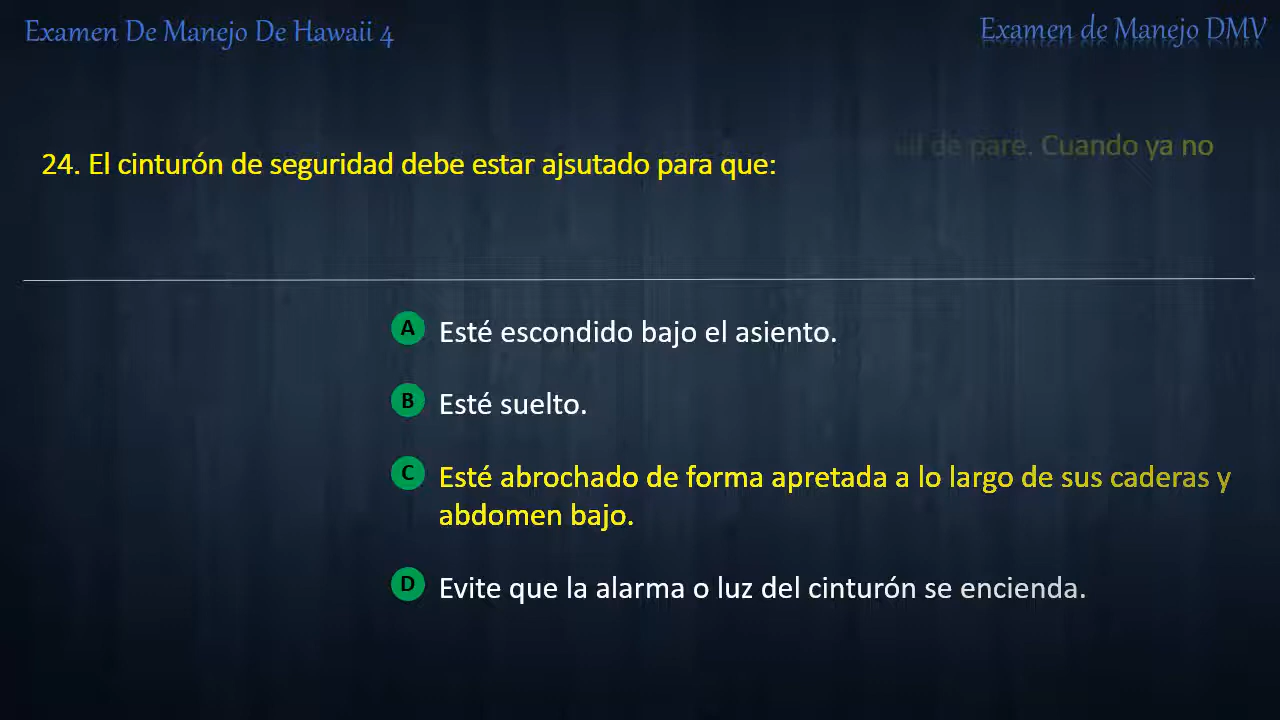 Examen De Manejo De Hawaii 4
Examen de Manejo DMV
de pare. Cuando ya no
24. El cinturón de seguridad debe estar ajsutado para que:
A Esté escondido bajo el asiento.
B Esté suelto.
C Esté abrochado de forma apretada a lo largo de sus caderas y
abdomen bajo.
D Evite que la alarma o luz del cinturón se encienda.